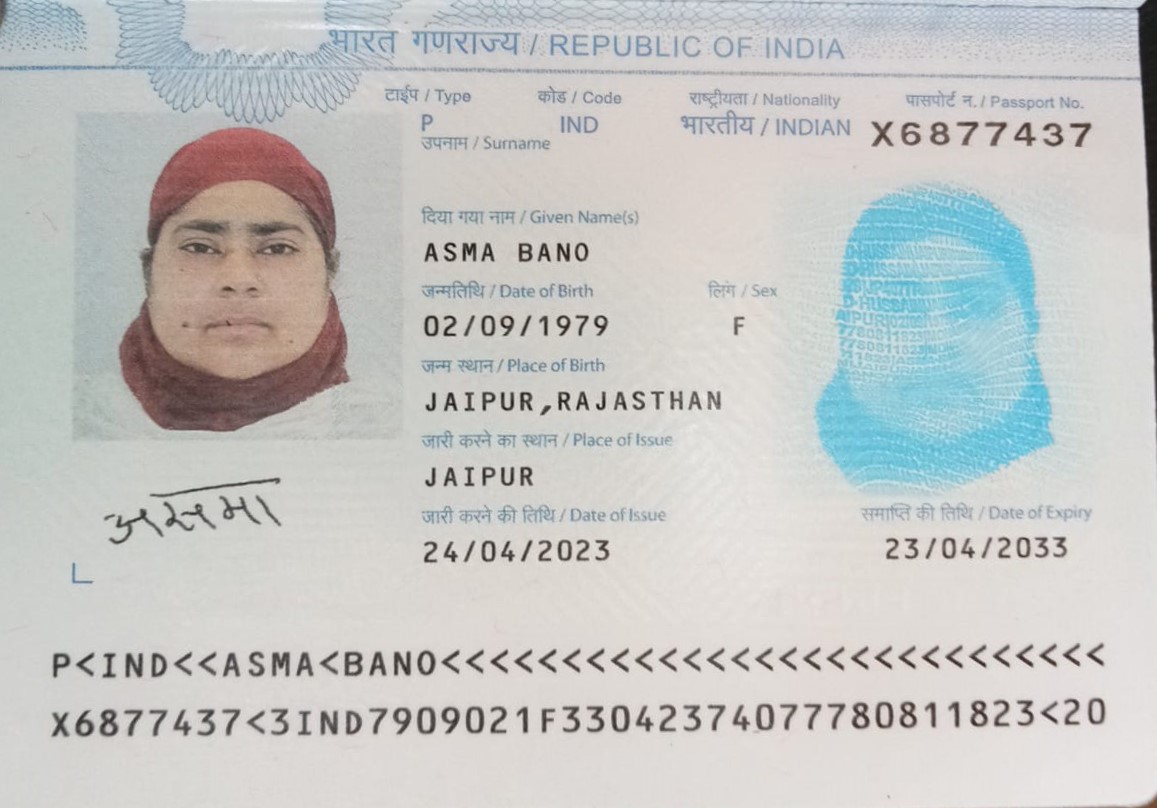 भारत गणराज्य / REPUBLIC OF INDIA
टाईप / Type कोड / Code राष्ट्रीयता / Nationality पासपोर्ट न. / Passport No.
P IND भारतीय / INDIAN X6877437
उपनाम / Surname
दिया गया नाम / Given Name(s)
ASMA BANO
जन्मतिथि / Date of Birth लिंग / Sex
02/09/1979 F
जन्म स्थान / Place of Birth
JAIPUR,RAJASTHAN
जारी करने का स्थान / Place of Issue
JAIPUR
जारी करने की तिथि / Date of Issue समाप्ति की तिथि / Date of Expiry
24/04/2023 23/04/2033
असमा
P<IND<<ASMA<BANO<<<<<<<<<<<<<<<<<<<<<<<<<<<<
X6877437<3IND7909021F33042374077780811823<20